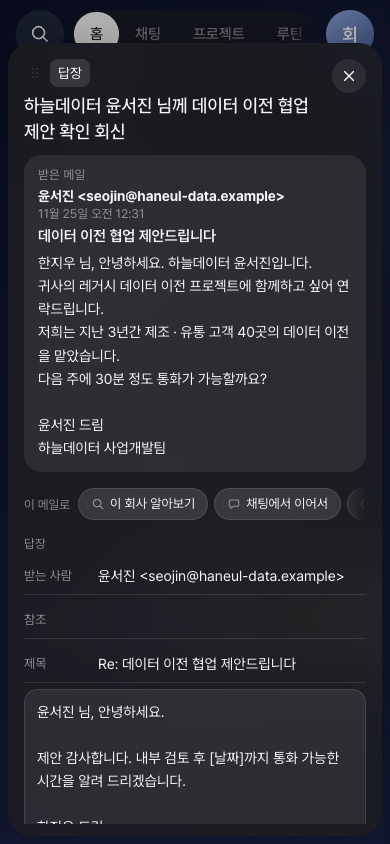 홈
채팅
프로젝트
루틴
회
답장
하늘데이터 윤서진 님께 데이터 이전 협업
제안 확인 회신
받은 메일
윤서진 <seojin@haneul-data.example>
11월 25일 오전 12:31
데이터 이전 협업 제안드립니다
한지우 님, 안녕하세요. 하늘데이터 윤서진입니다.
귀사의 레거시 데이터 이전 프로젝트에 함께하고 싶어 연
락드립니다.
저희는 지난 3년간 제조 · 유통 고객 40곳의 데이터 이전
을 맡았습니다.
다음 주에 30분 정도 통화가 가능할까요?
윤서진 드림
하늘데이터 사업개발팀
이 메일로
이 회사 알아보기
채팅에서 이어서
답장
받는 사람 윤서진 <seojin@haneul-data.example>
참조
제목 Re: 데이터 이전 협업 제안드립니다
윤서진 님, 안녕하세요.
제안 감사합니다. 내부 검토 후 [날짜]까지 통화 가능한
시간을 알려 드리겠습니다.